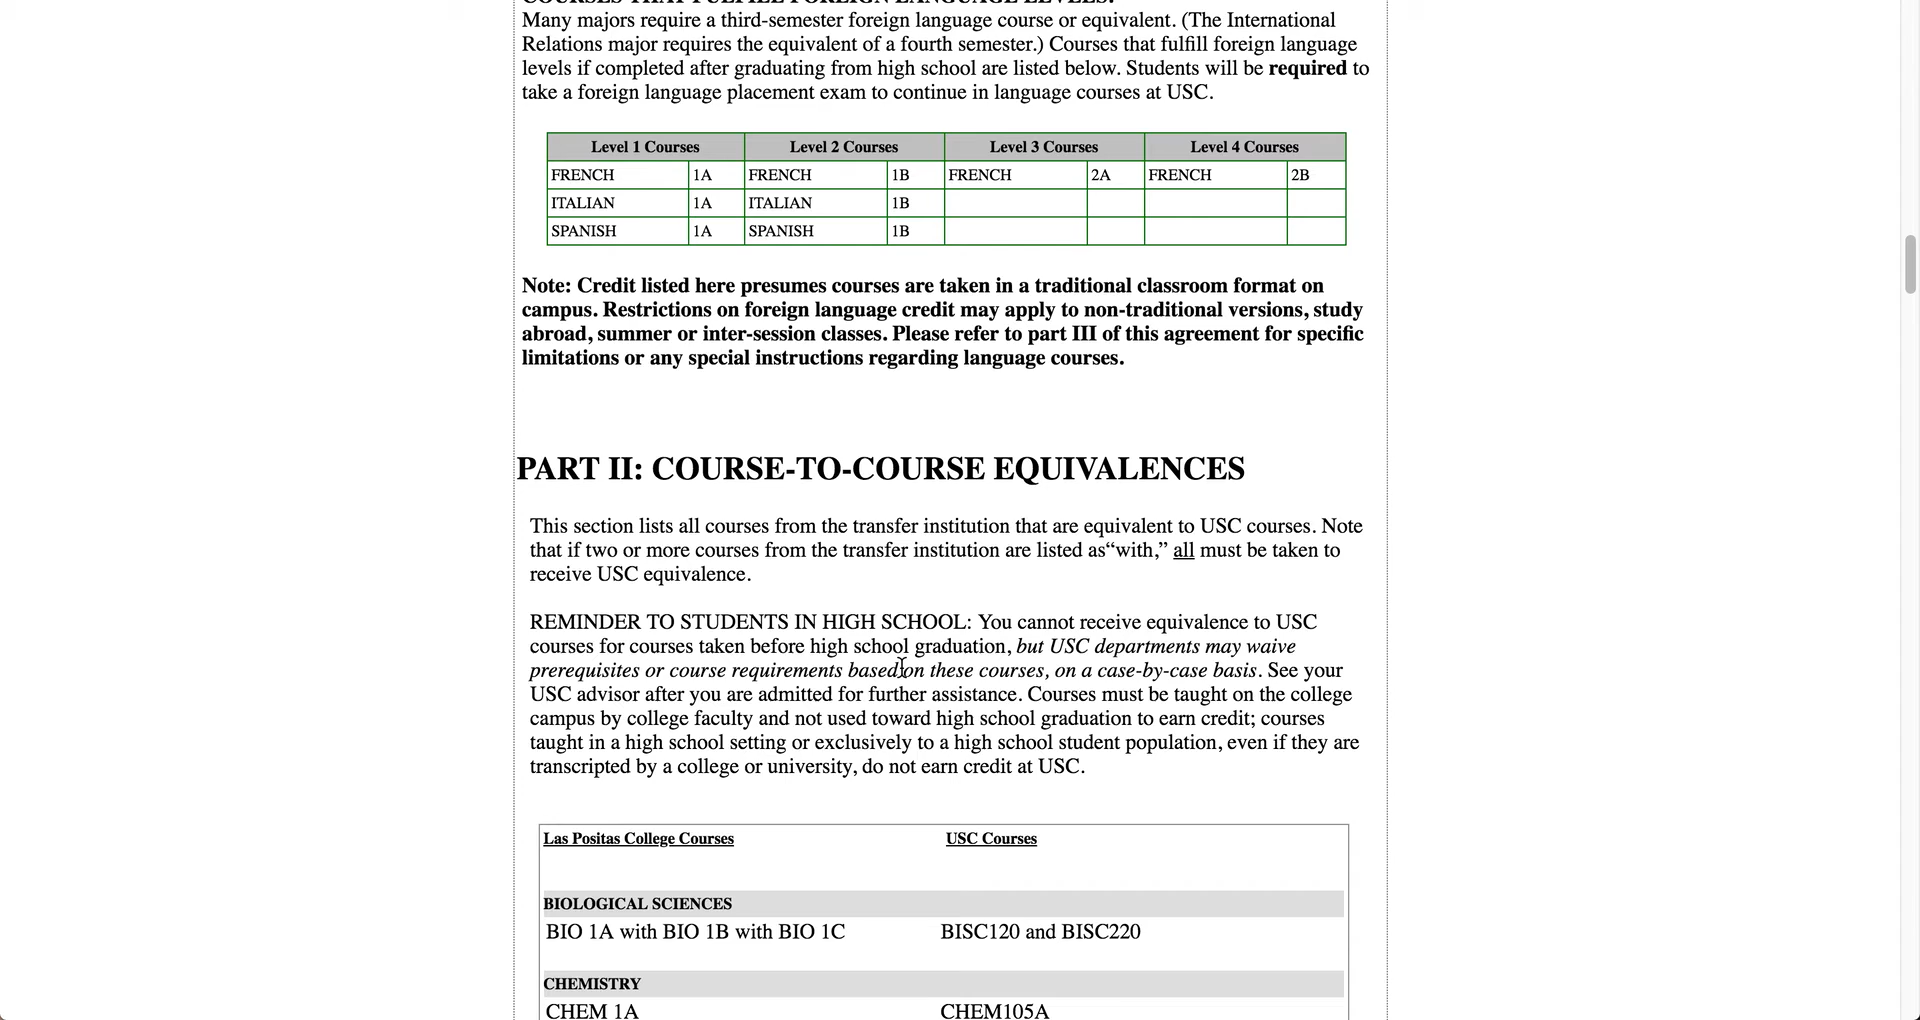 COURSES THAT FULFILL FOREIGN LANGUAGE LEVELS:
Many majors require a third-semester foreign language course or equivalent. (The International
Relations major requires the equivalent of a fourth semester.) Courses that fulfill foreign language
levels if completed after graduating from high school are listed below. Students will be required to
take a foreign language placement exam to continue in language courses at USC.
Level 1 Courses Level 2 Courses Level 3 Courses Level 4 Courses
FRENCH 1A FRENCH 1B FRENCH 2A FRENCH 2B
ITALIAN 1A ITALIAN 1B
SPANISH 1A SPANISH 1B
Note: Credit listed here presumes courses are taken in a traditional classroom format on
campus. Restrictions on foreign language credit may apply to non-traditional versions, study
abroad, summer or inter-session classes. Please refer to part III of this agreement for specific
limitations or any special instructions regarding language courses.
PART II: COURSE-TO-COURSE EQUIVALENCES
This section lists all courses from the transfer institution that are equivalent to USC courses. Note
that if two or more courses from the transfer institution are listed as“with,” all must be taken to
receive USC equivalence.
REMINDER TO STUDENTS IN HIGH SCHOOL: You cannot receive equivalence to USC
courses for courses taken before high school graduation, but USC departments may waive
prerequisites or course requirements based on these courses, on a case-by-case basis. See your
USC advisor after you are admitted for further assistance. Courses must be taught on the college
campus by college faculty and not used toward high school graduation to earn credit; courses
taught in a high school setting or exclusively to a high school student population, even if they are
transcripted by a college or university, do not earn credit at USC.
Las Positas College Courses USC Courses
BIOLOGICAL SCIENCES
BIO 1A with BIO 1B with BIO 1C BISC120 and BISC220
CHEMISTRY
CHEM 1A CHEM105A